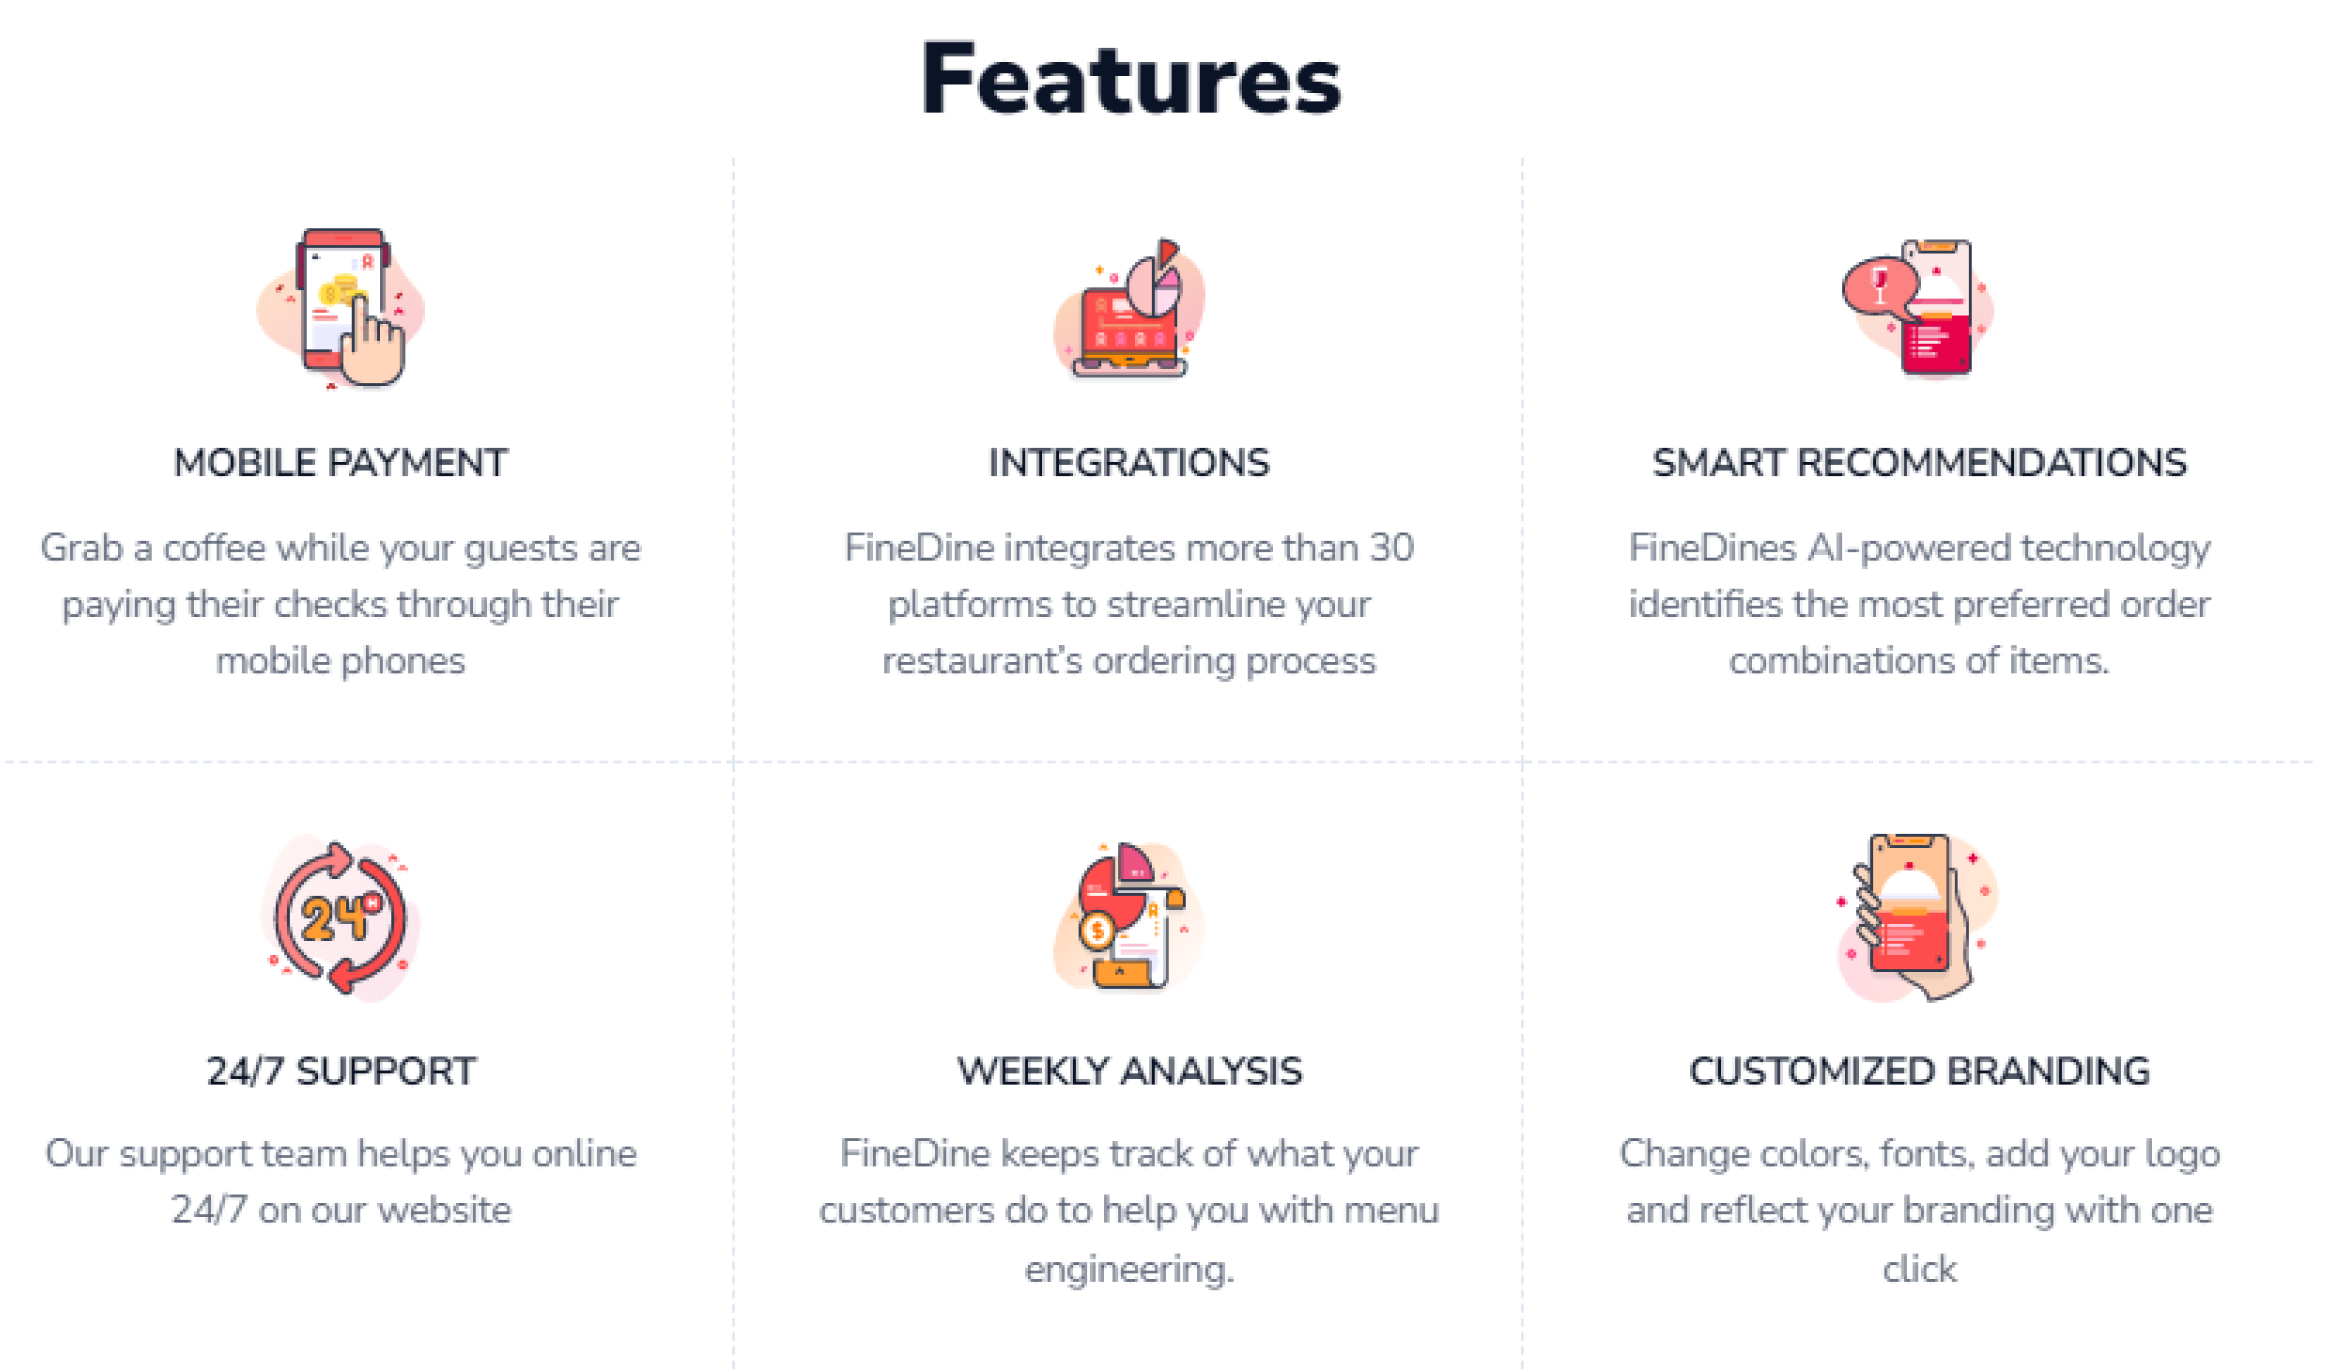 Features
MOBILE PAYMENT
Grab a coffee while your guests are
paying their checks through their
mobile phones
INTEGRATIONS
FineDine integrates more than 30
platforms to streamline your
restaurant's ordering process
SMART RECOMMENDATIONS
FineDines AI-powered technology
identifies the most preferred order
combinations of items.
24H
24/7 SUPPORT
Our support team helps you online
24/7 on our website
$
WEEKLY ANALYSIS
FineDine keeps track of what your
customers do to help you with menu
engineering.
CUSTOMIZED BRANDING
Change colors, fonts, add your logo
and reflect your branding with one
click